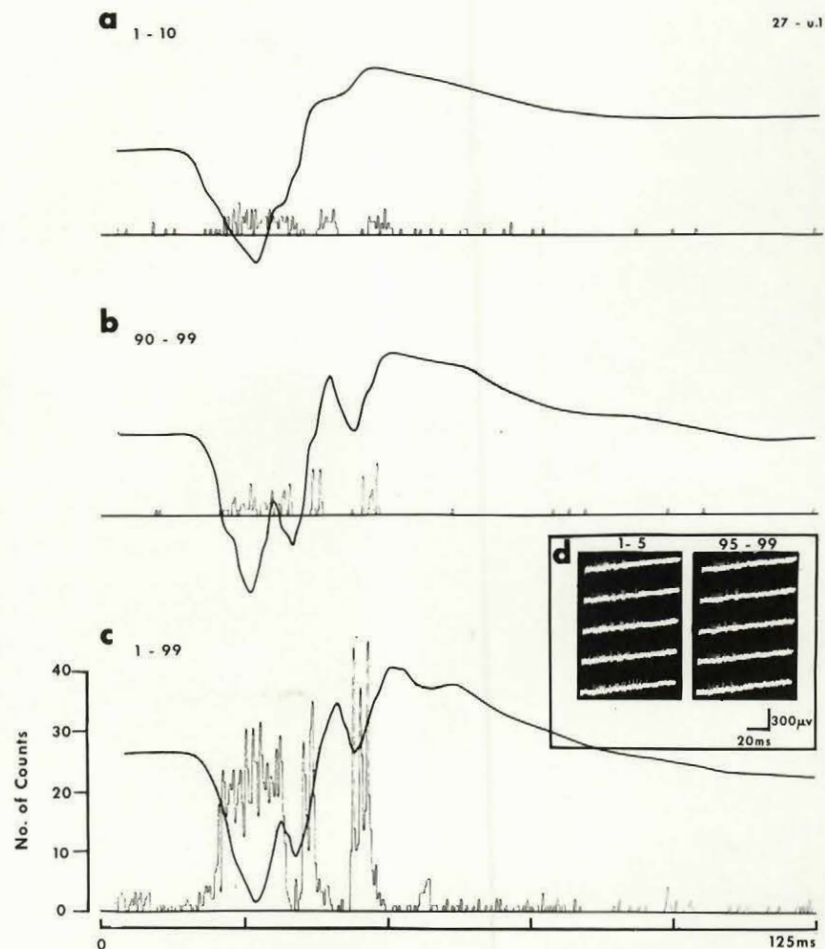 a
1 - 10
27 - u.1
b
90 - 99
d
1- 5
95 - 99
300μv
20ms
c
1 - 99
No. of Counts
40
30
20
10
0
0
125ms